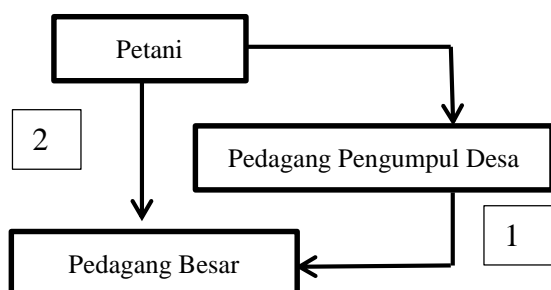 Petani
2
Pedagang Pengumpul Desa
1
Pedagang Besar